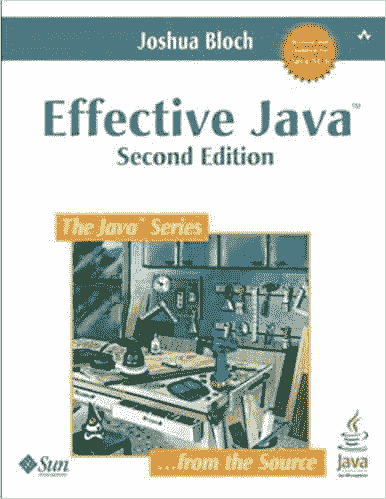 Joshua Bloch
Effective Java™
Second Edition
The Java™ Series
...from the Source
Sun
Java